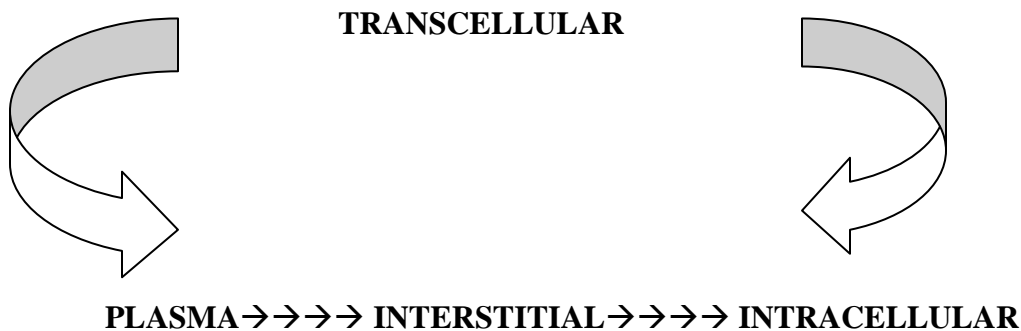 TRANSCELLULAR
PLASMA→→→→ INTERSTITIAL→→→→ INTRACELLULAR